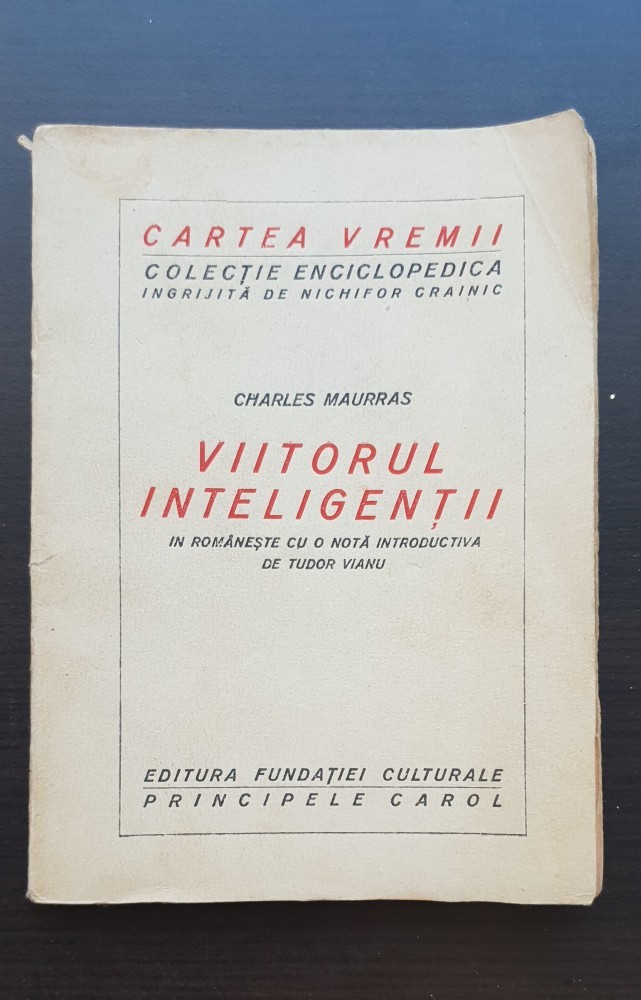 CARTEA VREMII
COLECȚIE ENCICLOPEDICA
INGRIJITĂ DE NICHIFOR CRAINIC
CHARLES MAURRAS
VIITORUL
INTELIGENȚII
IN ROMÂNEȘTE CU O NOTĂ INTRODUCTIVA
DE TUDOR VIANU
EDITURA FUNDAȚIEI CULTURALE
PRINCIPELE CAROL